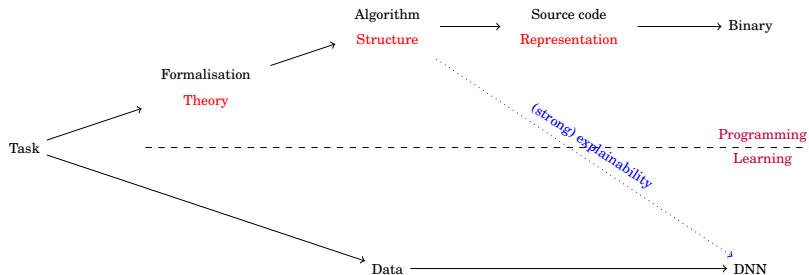 Algorithm
Structure
Source code
Representation
Binary
Formalisation
Theory
(strong) explainability
Programming
Task
Learning
Data
DNN